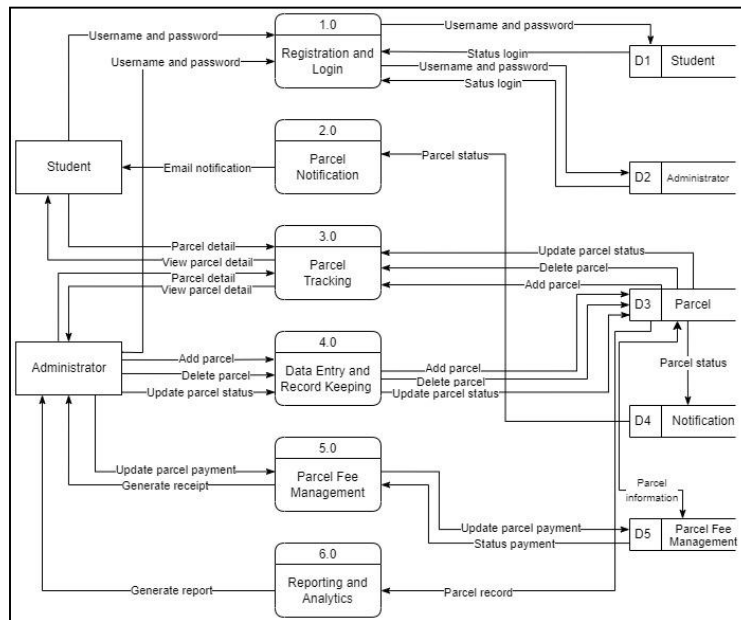 1.0
Username and password
Username and password
Registration and
Login
Username and password
Status login
Username and password
Satus login
D1 Student
D2 Administrator
Student
Email notification
2.0
Parcel
Notification
Parcel status
3.0
Parcel
Tracking
Parcel detail
View parcel detail
Parcel detail
View parcel detail
Update parcel status
Delete parcel
Add parcel
D3 Parcel
Administrator
Add parcel
Delete parcel
Update parcel status
4.0
Data Entry and
Record Keeping
Add parcel
Delete parcel
Update parcel status
Parcel status
D4 Notification
5.0
Parcel Fee
Management
Update parcel payment
Generate receipt
Parcel
information
Update parcel payment
Status payment
D5 Parcel Fee
Management
6.0
Reporting and
Analytics
Generate report
Parcel record